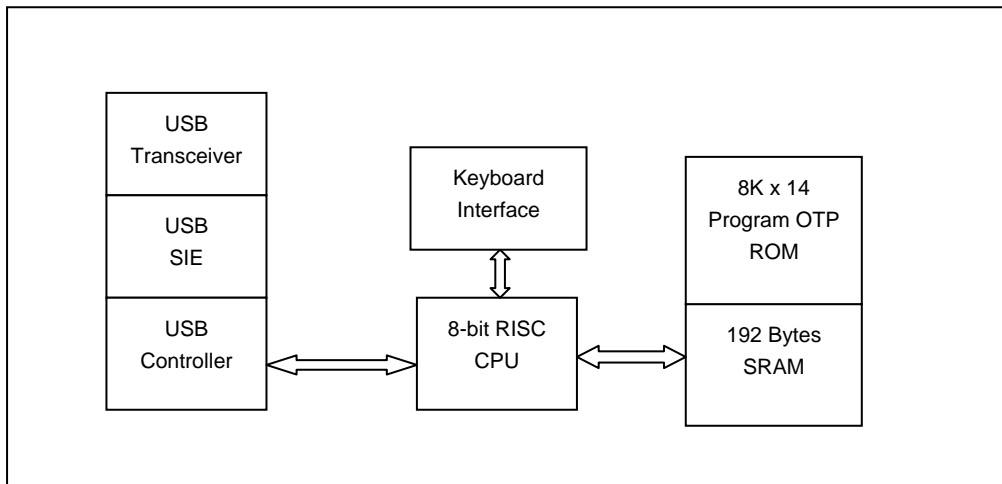 USB
Transceiver
USB
SIE
USB
Controller
Keyboard
Interface
8-bit RISC
CPU
8K x 14
Program OTP
ROM
192 Bytes
SRAM